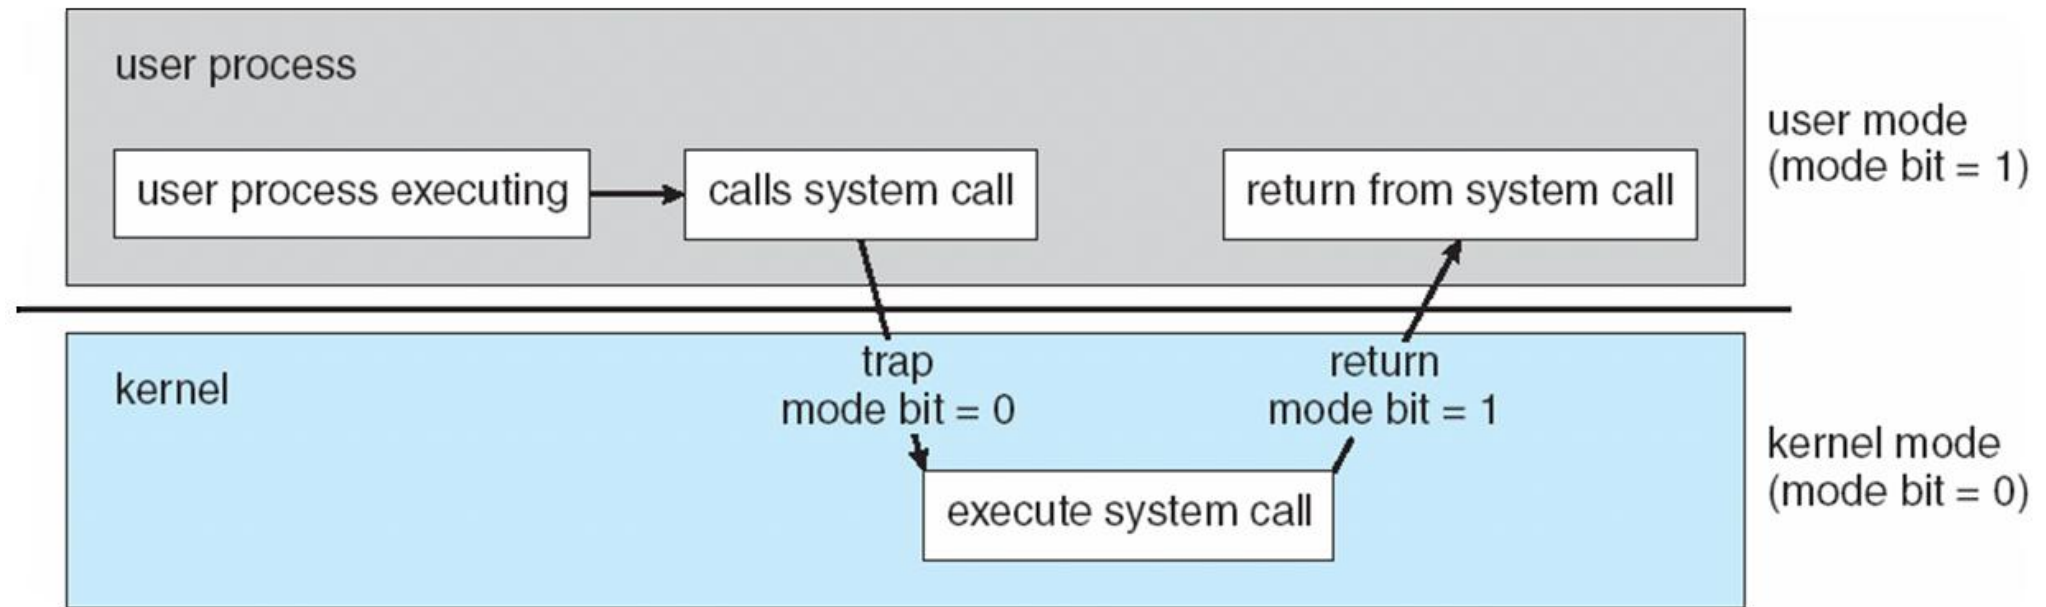 user process
user process executing
calls system call
return from system call
user mode
(mode bit = 1)
kernel
trap
mode bit = 0
return
mode bit = 1
execute system call
kernel mode
(mode bit = 0)